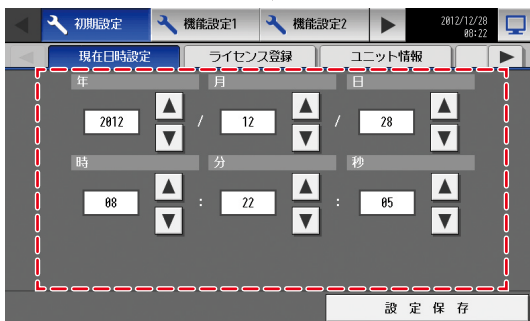 初期設定 機能設定1 機能設定2 2012/12/28
08:22
現在日時設定 ライセンス登録 ユニット情報
年 月 日
2012 / 12 / 28
時 分 秒
08 : 22 : 05
設定保存